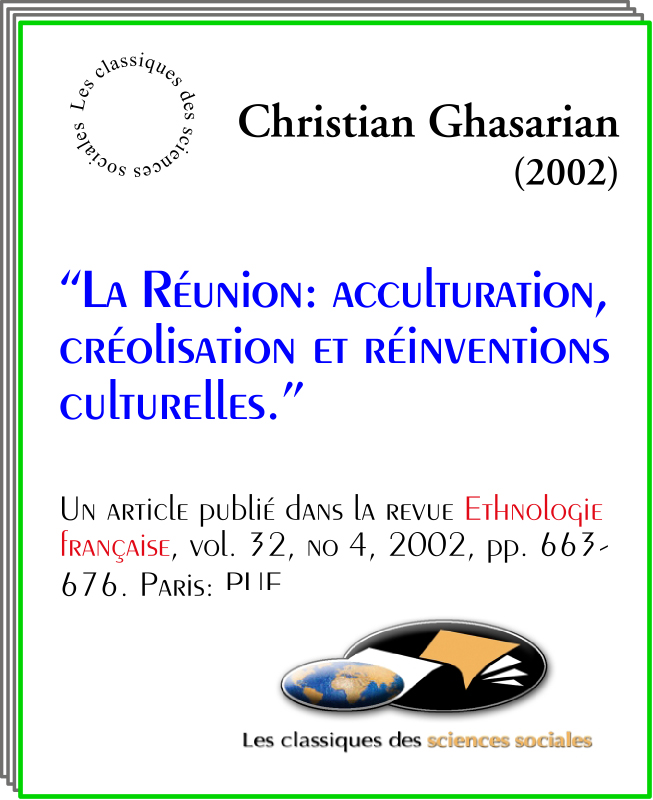 Les classiques des sciences sociales
Christian Ghasarian
(2002)
“La Réunion: acculturation,
créolisation et réinventions
culturelles.”
Un article publié dans la revue Ethnologie
française, vol. 32, no 4, 2002, pp. 663-
676. Paris: PUF
Les classiques des sciences sociales